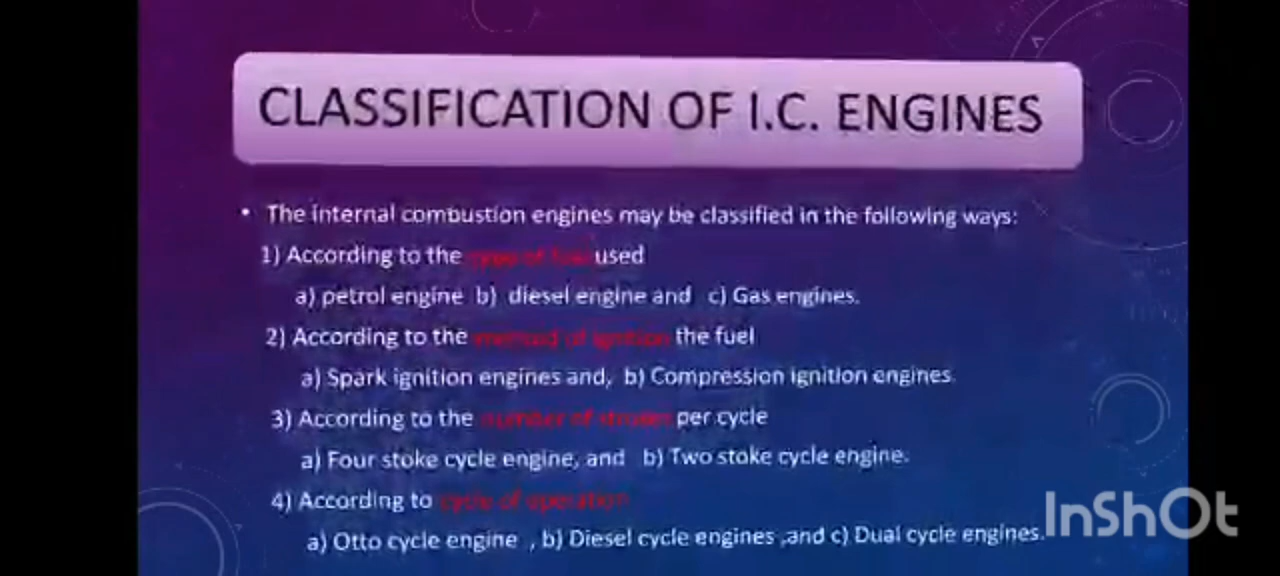 CLASSIFICATION OF I.C. ENGINES
• The internal combustion engines may be classified in the following ways:
1) According to the type of fuel used
a) petrol engine b) diesel engine and c) Gas engines.
2) According to the method of ignition the fuel
a) Spark ignition engines and, b) Compression ignition engines.
3) According to the number of strokes per cycle
a) Four stoke cycle engine, and b) Two stoke cycle engine.
4) According to cycle of operation
a) Otto cycle engine , b) Diesel cycle engines ,and c) Dual cycle engines.
InShOt